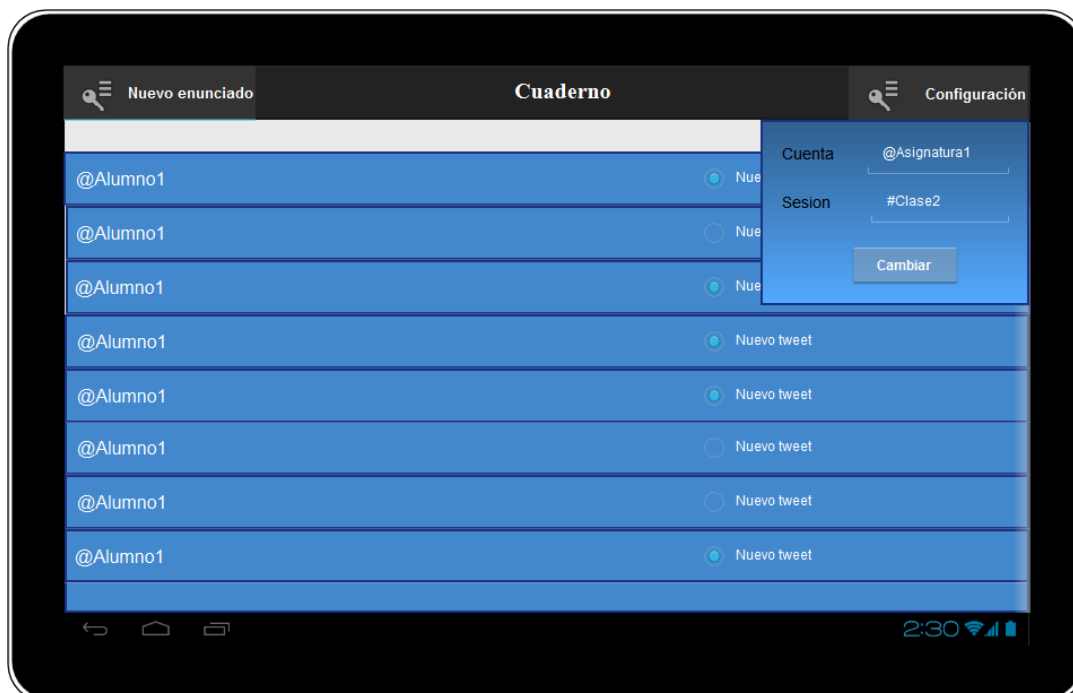 Nuevo enunciado Cuaderno Configuración
Cuenta @Asignatura1
@Alumno1 Nue
Sesion #Clase2
@Alumno1 Nue
Cambiar
@Alumno1 Nue
@Alumno1 Nuevo tweet
@Alumno1 Nuevo tweet
@Alumno1 Nuevo tweet
@Alumno1 Nuevo tweet
@Alumno1 Nuevo tweet
2:30